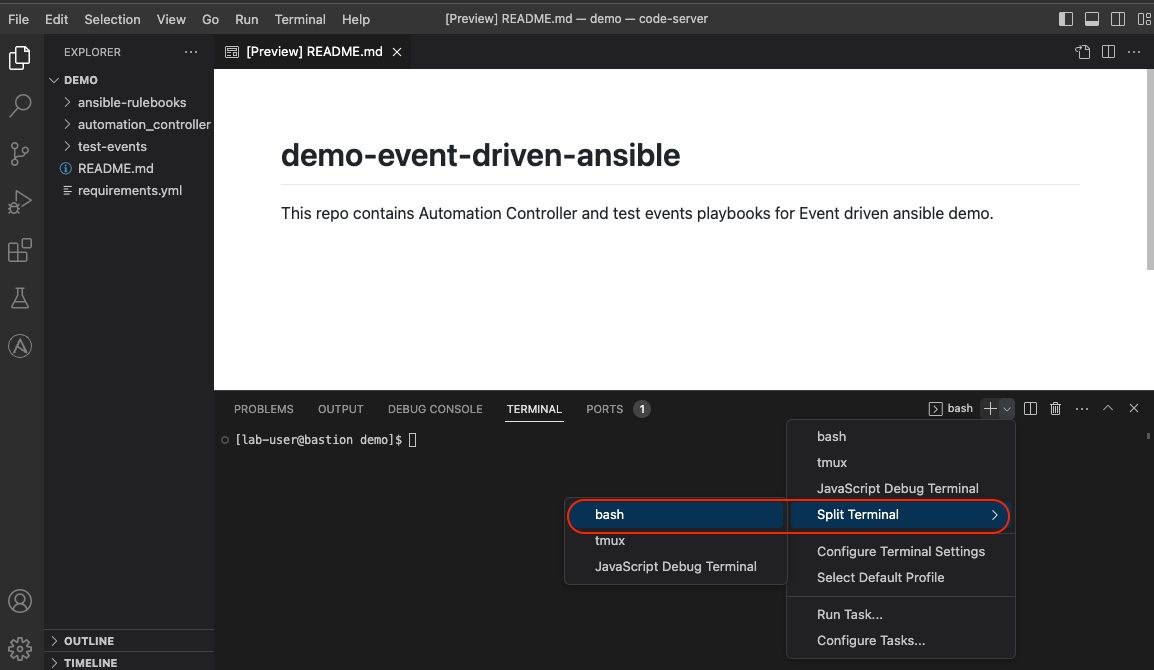 File Edit Selection View Go Run Terminal Help [Preview] README.md — demo — code-server
EXPLORER
[Preview] README.md
DEMO
ansible-rulebooks
automation_controller
test-events
README.md
requirements.yml
demo-event-driven-ansible
This repo contains Automation Controller and test events playbooks for Event driven ansible demo.
PROBLEMS OUTPUT DEBUG CONSOLE TERMINAL PORTS 1 bash
[lab-user@bastion demo]$
bash
tmux
JavaScript Debug Terminal
Split Terminal
Configure Terminal Settings
Select Default Profile
Run Task...
Configure Tasks...
bash
tmux
JavaScript Debug Terminal
OUTLINE
TIMELINE